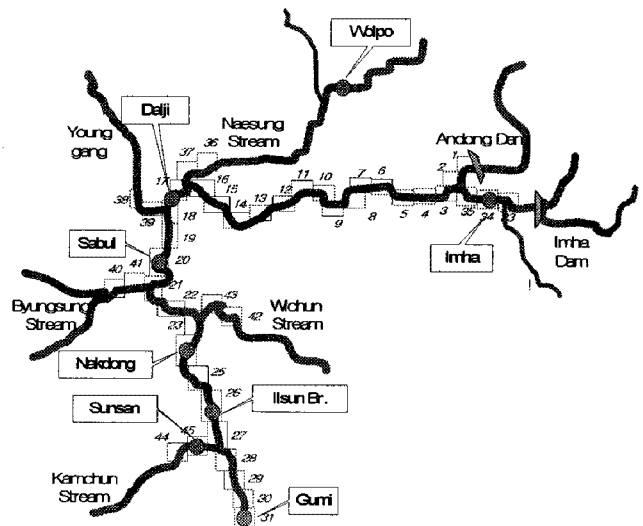 Wolpo
Dalji
Young
gang
Naesung
Stream
Andong Dam
Imha
Dam
Imha
Sabul
Byungsung
Stream
Wichun
Stream
Nakdong
Ilsun Br.
Sunsan
Kamchun
Stream
Gumi
1
2
3
4
5
6
7
8
9
10
11
12
13
14
15
16
17
18
19
20
21
22
23
25
26
27
28
29
30
31
34
35
36
37
38
39
40
41
42
43
44
45